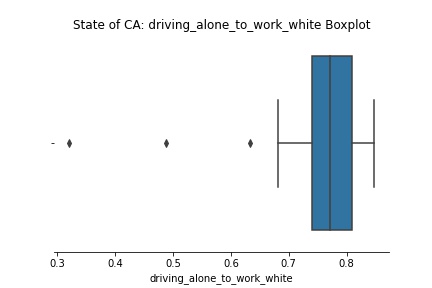 State of CA: driving_alone_to_work_white Boxplot
-
0.3 0.4 0.5 0.6 0.7 0.8
driving_alone_to_work_white